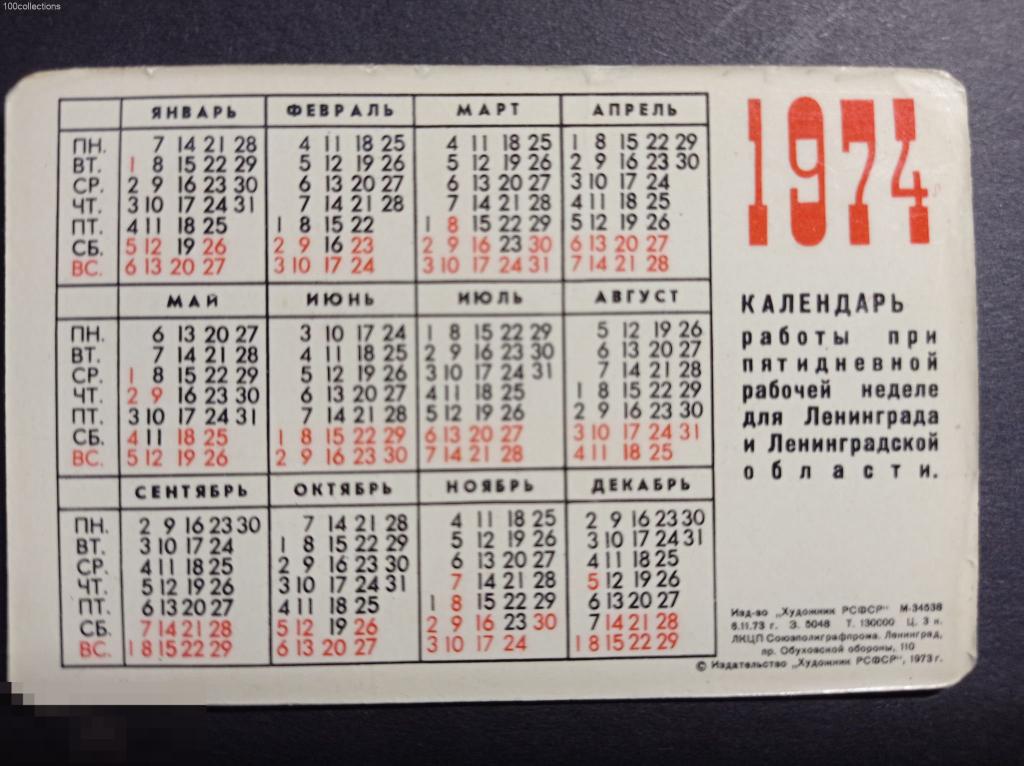 100collections
1974
ЯНВАРЬ ФЕВРАЛЬ МАРТ АПРЕЛЬ
ПН. 7 14 21 28 4 11 18 25 4 11 18 25 1 8 15 22 29
ВТ. 1 8 15 22 29 5 12 19 26 5 12 19 26 2 9 16 23 30
СР. 2 9 16 23 30 6 13 20 27 6 13 20 27 3 10 17 24
ЧТ. 3 10 17 24 31 7 14 21 28 7 14 21 28 4 11 18 25
ПТ. 4 11 18 25 1 8 15 22 1 8 15 22 29 5 12 19 26
СБ. 5 12 19 26 2 9 16 23 2 9 16 23 30 6 13 20 27
ВС. 6 13 20 27 3 10 17 24 3 10 17 24 31 7 14 21 28
МАЙ ИЮНЬ ИЮЛЬ АВГУСТ
ПН. 6 13 20 27 3 10 17 24 1 8 15 22 29 5 12 19 26
ВТ. 7 14 21 28 4 11 18 25 2 9 16 23 30 6 13 20 27
СР. 1 8 15 22 29 5 12 19 26 3 10 17 24 31 7 14 21 28
ЧТ. 2 9 16 23 30 6 13 20 27 4 11 18 25 1 8 15 22 29
ПТ. 3 10 17 24 31 7 14 21 28 5 12 19 26 2 9 16 23 30
СБ. 4 11 18 25 1 8 15 22 29 6 13 20 27 3 10 17 24 31
ВС. 5 12 19 26 2 9 16 23 30 7 14 21 28 4 11 18 25
СЕНТЯБРЬ ОКТЯБРЬ НОЯБРЬ ДЕКАБРЬ
ПН. 2 9 16 23 30 7 14 21 28 4 11 18 25 2 9 16 23 30
ВТ. 3 10 17 24 1 8 15 22 29 5 12 19 26 3 10 17 24 31
СР. 4 11 18 25 2 9 16 23 30 6 13 20 27 4 11 18 25
ЧТ. 5 12 19 26 3 10 17 24 31 7 14 21 28 5 12 19 26
ПТ. 6 13 20 27 4 11 18 25 1 8 15 22 29 6 13 20 27
СБ. 7 14 21 28 5 12 19 26 2 9 16 23 30 7 14 21 28
ВС. 1 8 15 22 29 6 13 20 27 3 10 17 24 1 8 15 22 29
КАЛЕНДАРЬ
работы при
пятидневной
рабочей неделе
для Ленинграда
и Ленинградской
области.
Изд-во „Художник РСФСР" М-34538
6.11.73 г. З. 5048 Т. 130000 Ц. 3 к.
ЛКЦП Союзполиграфпрома. Ленинград,
пр. Обуховской обороны, 110
© Издательство „Художник РСФСР", 1973 г.